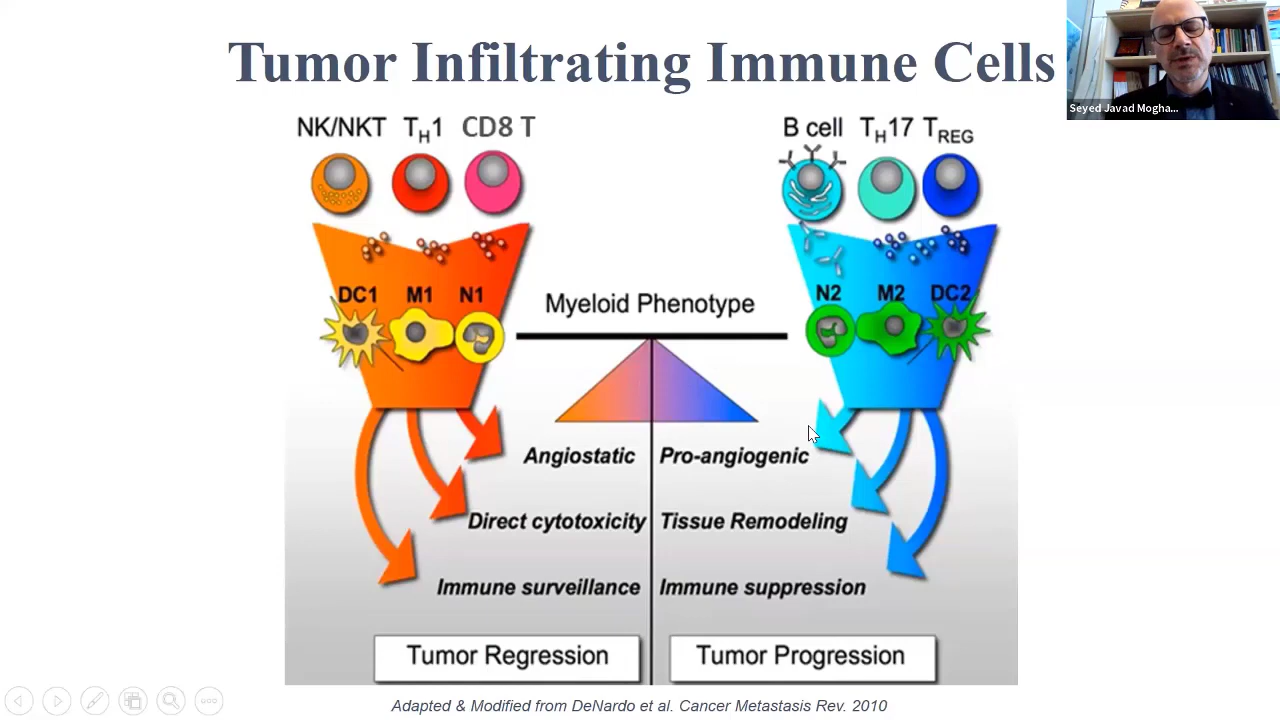 Tumor Infiltrating Immune Cells
Seyed Javad Mogha...
NK/NKT TH1 CD8 T
B cell TH17 TREG
DC1 M1 N1
Myeloid Phenotype
N2 M2 DC2
Angiostatic
Pro-angiogenic
Direct cytotoxicity
Tissue Remodeling
Immune surveillance
Immune suppression
Tumor Regression
Tumor Progression
Adapted & Modified from DeNardo et al. Cancer Metastasis Rev. 2010